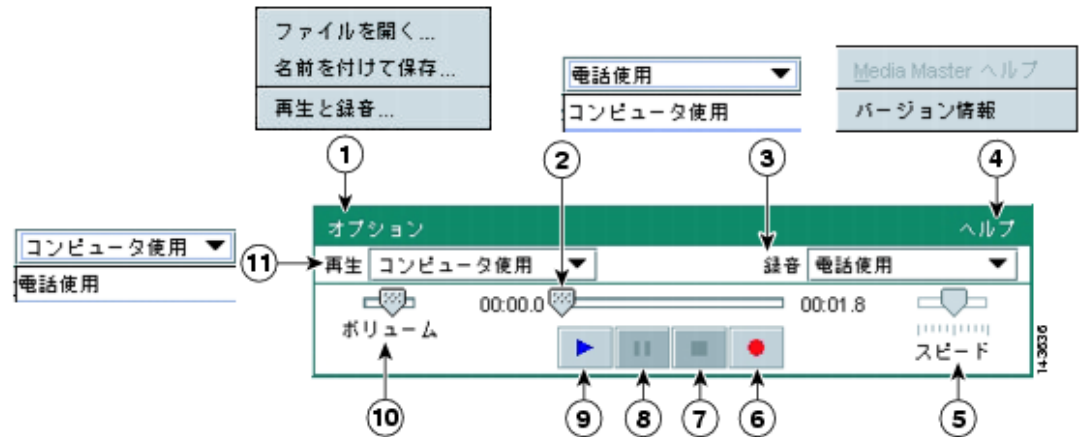 ファイルを開く...
名前を付けて保存...
再生と録音...
電話使用
コンピュータ使用
Media Master ヘルプ
バージョン情報
1
2
3
4
オプション
ヘルプ
コンピュータ使用
電話使用
11
再生 コンピュータ使用
録音 電話使用
00:00.0
00:01.8
ボリューム
スピード
143636
10
9
8
7
6
5